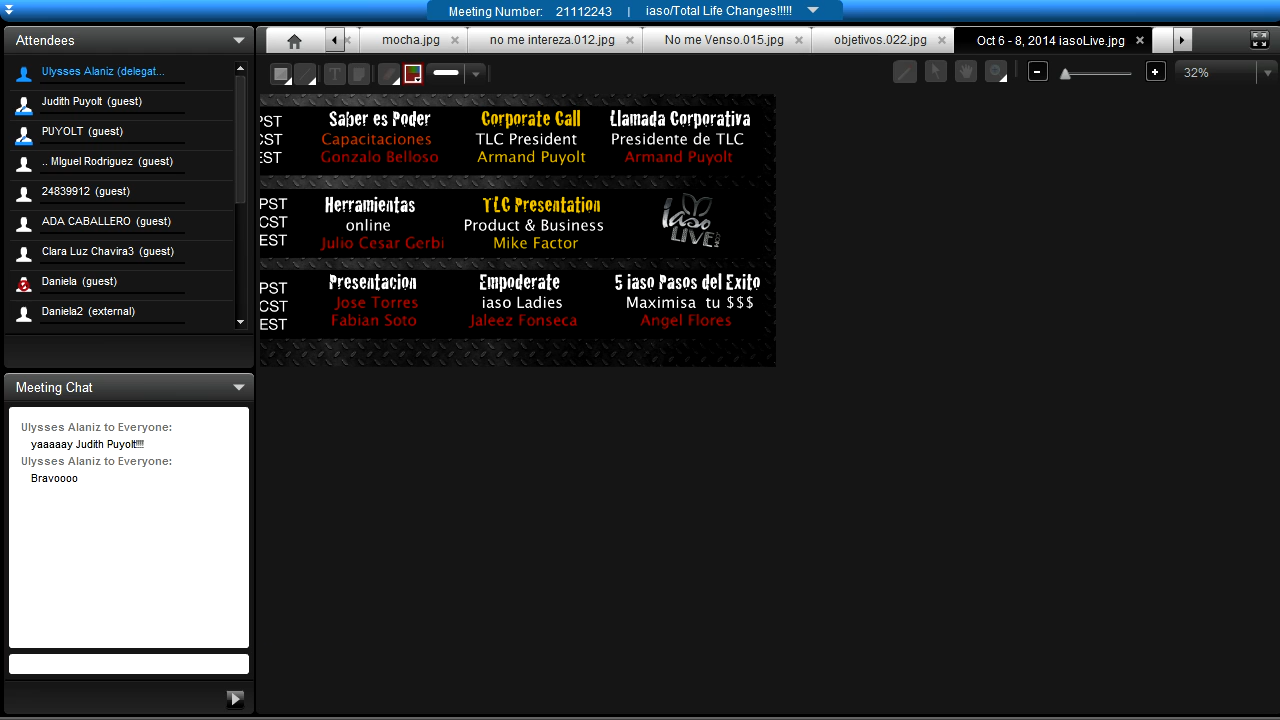 Meeting Number: 21112243 | iaso/Total Life Changes!!!!!
Attendees
mocha.jpg
no me intereza.012.jpg
No me Venso.015.jpg
objetivos.022.jpg
Oct 6 - 8, 2014 iasoLive.jpg
32%
Ulysses Alaniz (delegat...
Judith Puyolt (guest)
PUYOLT (guest)
.. MIguel Rodriguez (guest)
24839912 (guest)
ADA CABALLERO (guest)
Clara Luz Chavira3 (guest)
Daniela (guest)
Daniela2 (external)
PST
CST
EST
Saber es Poder
Capacitaciones
Gonzalo Belloso
Corporate Call
TLC President
Armand Puyolt
Llamada Corporativa
Presidente de TLC
Armand Puyolt
PST
CST
EST
Herramientas
online
Julio Cesar Gerbi
TLC Presentation
Product & Business
Mike Factor
iaso
LIVE!
PST
CST
EST
Presentacion
Jose Torres
Fabian Soto
Empoderate
iaso Ladies
Jaleez Fonseca
5 iaso Pasos del Exito
Maximisa tu $$$
Angel Flores
Meeting Chat
Ulysses Alaniz to Everyone:
yaaaaay Judith Puyolt!!!!
Ulysses Alaniz to Everyone:
Bravoooo